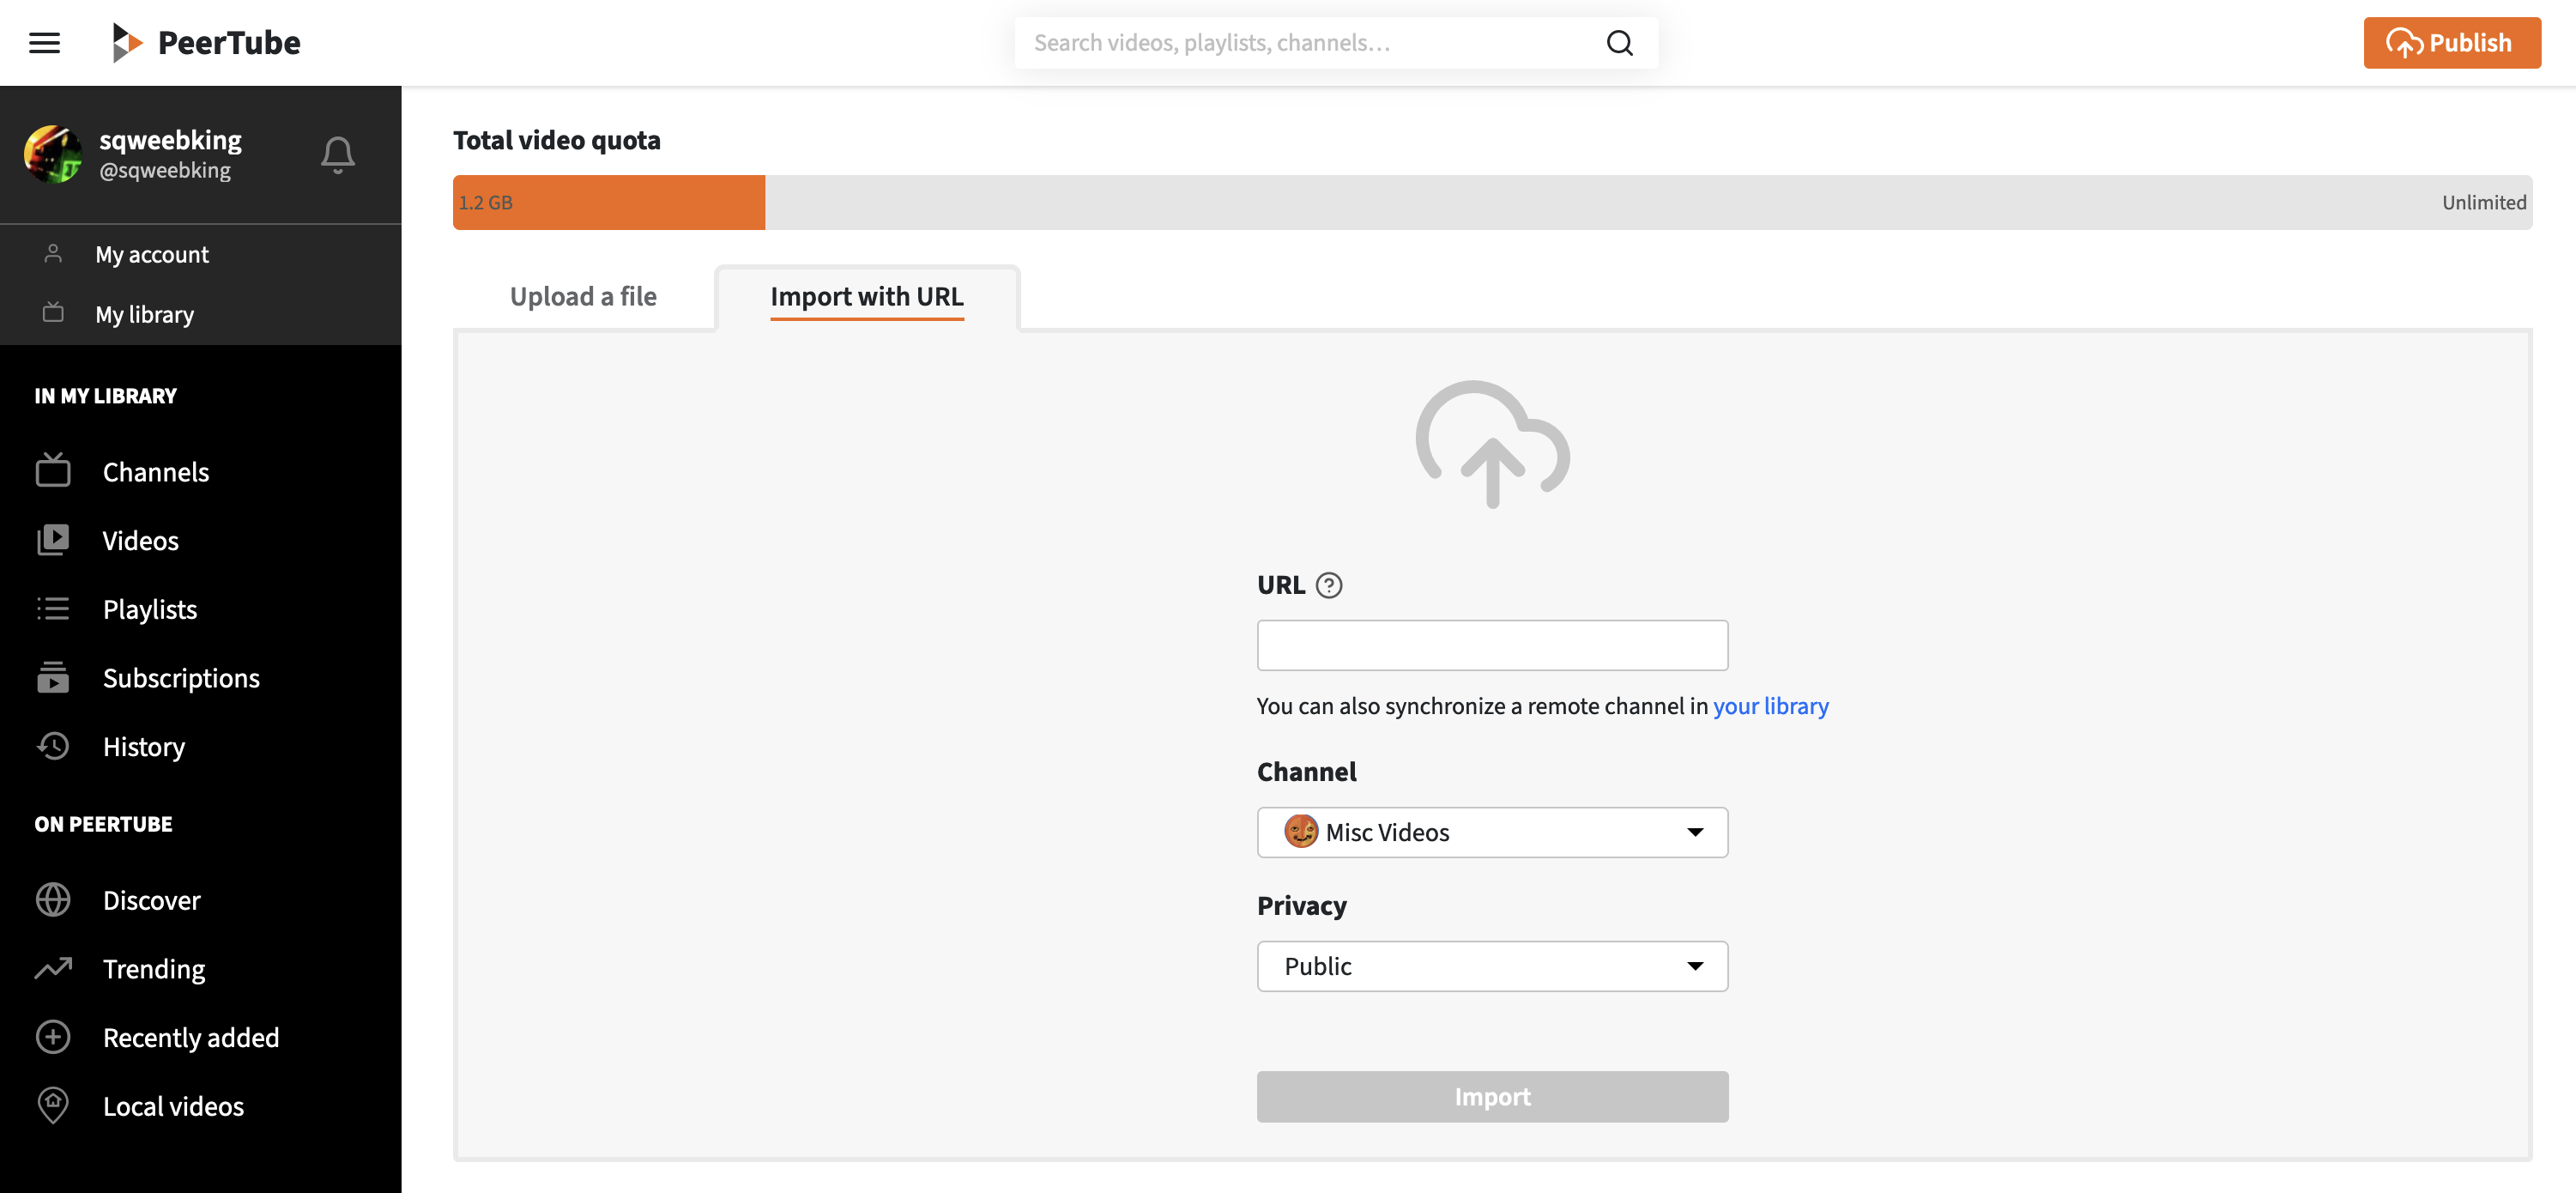 PeerTube
Search videos, playlists, channels…
Publish
sqweebking
@sqweebking
My account
My library
IN MY LIBRARY
Channels
Videos
Playlists
Subscriptions
History
ON PEERTUBE
Discover
Trending
Recently added
Local videos
Total video quota
1.2 GB
Unlimited
Upload a file
Import with URL
URL
You can also synchronize a remote channel in your library
Channel
Misc Videos
Privacy
Public
Import